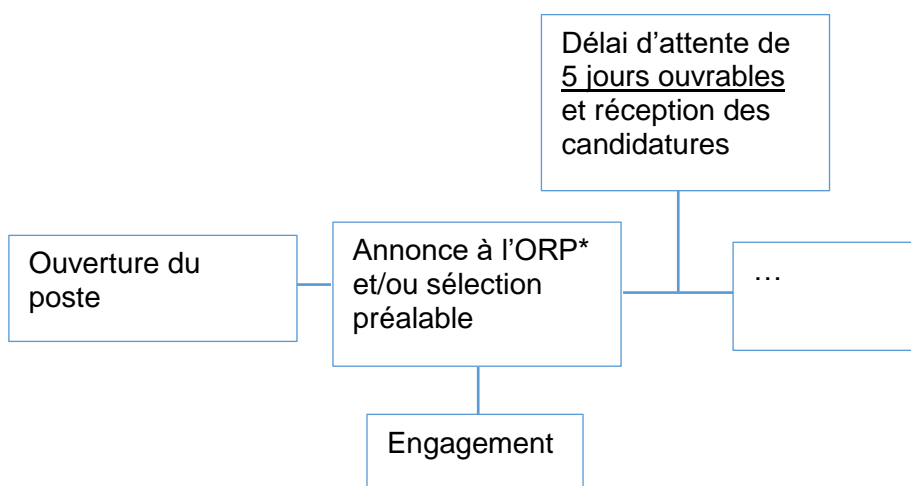 Délai d’attente de
5 jours ouvrables
et réception des
candidatures
Ouverture du
poste
Annonce à l’ORP*
et/ou sélection
préalable
…
Engagement